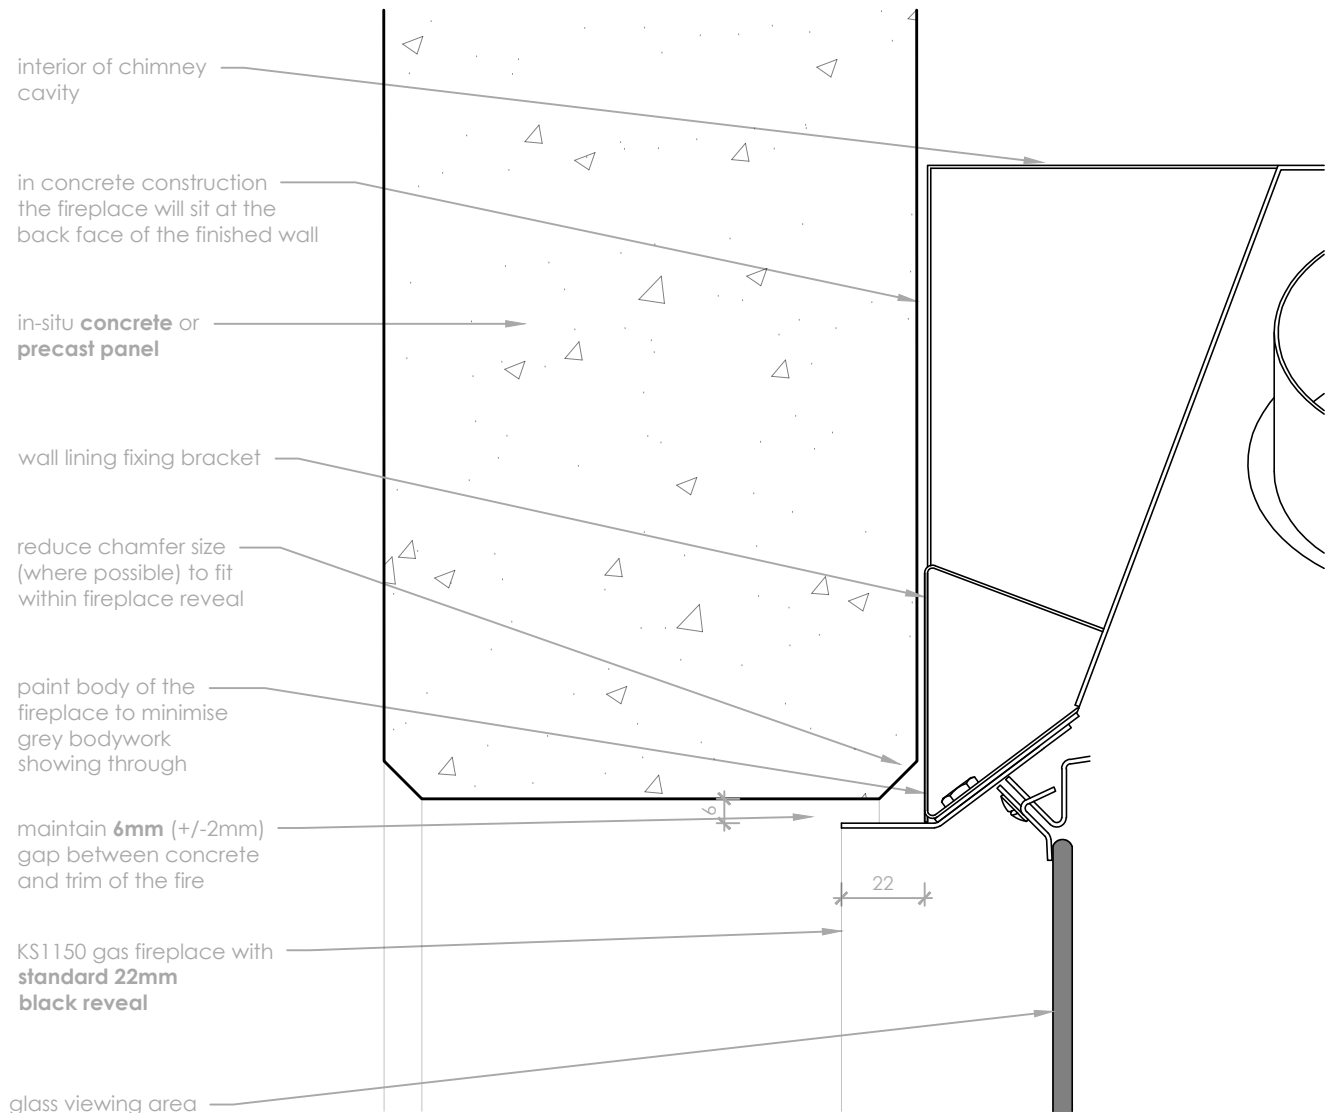 interior of chimney
cavity
in concrete construction
the fireplace will sit at the
back face of the finished wall
in-situ concrete or
precast panel
wall lining fixing bracket
reduce chamfer size
(where possible) to fit
within fireplace reveal
paint body of the
fireplace to minimise
grey bodywork
showing through
maintain 6mm (+/-2mm)
gap between concrete
and trim of the fire
6
22
KS1150 gas fireplace with
standard 22mm
black reveal
glass viewing area